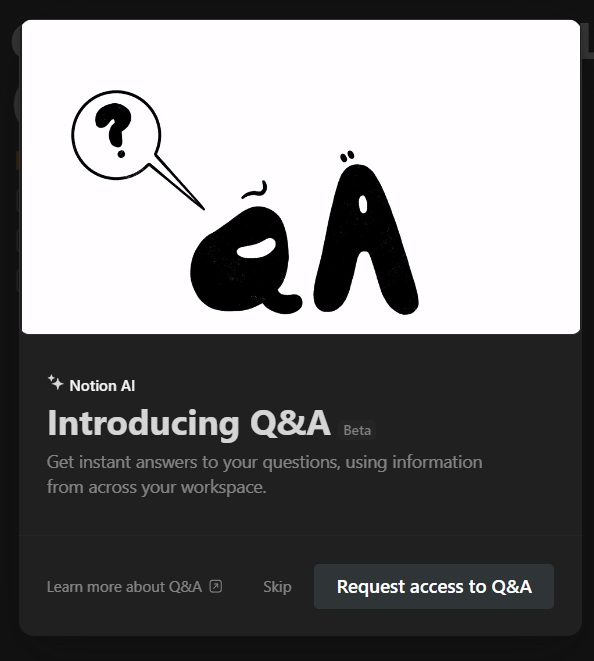 ?
QA
Notion AI
Introducing Q&A Beta
Get instant answers to your questions, using information
from across your workspace.
Learn more about Q&A Skip Request access to Q&A